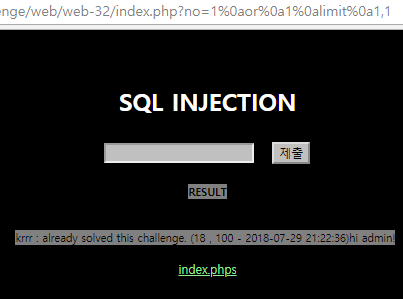 enge/web/web-32/index.php?no=1%0aor%0a1%0alimit%0a1,1
SQL INJECTION
제출
RESULT
krrr : already solved this challenge. (18 , 100 - 2018-07-29 21:22:36)hi admin!
index.phps